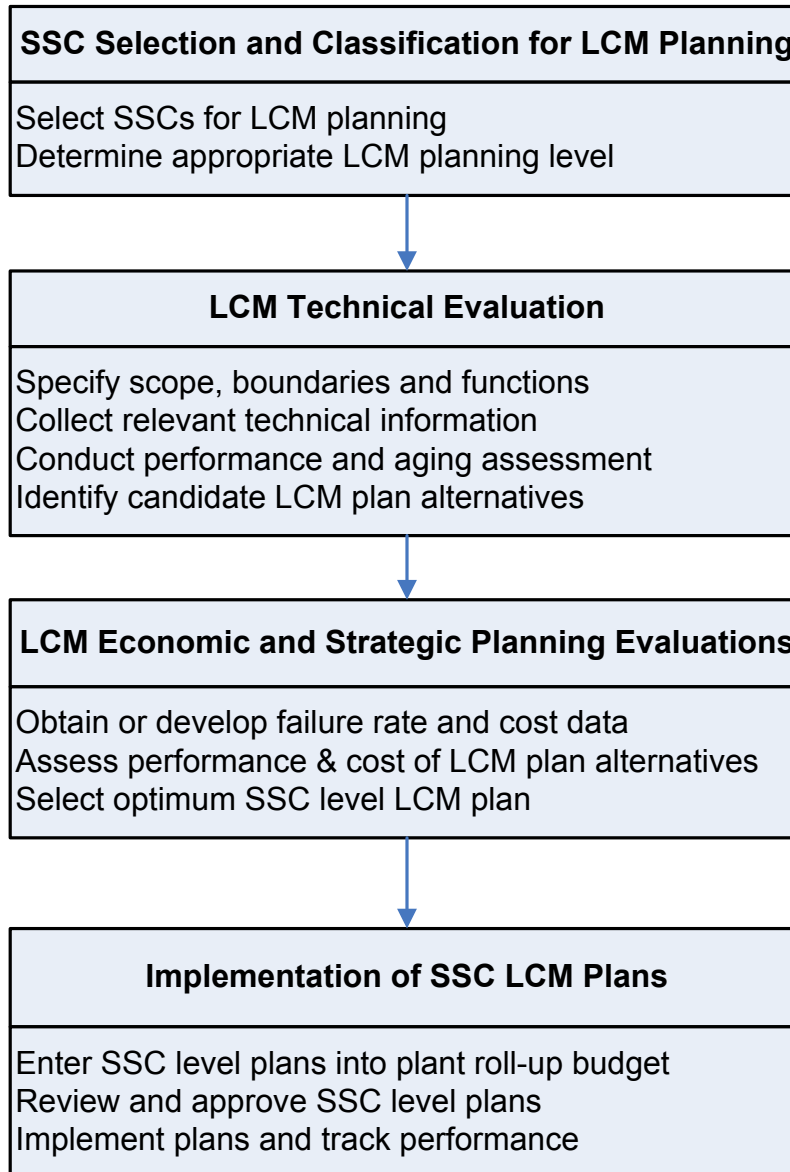 SSC Selection and Classification for LCM Planning
Select SSCs for LCM planning
Determine appropriate LCM planning level
LCM Technical Evaluation
Specify scope, boundaries and functions
Collect relevant technical information
Conduct performance and aging assessment
Identify candidate LCM plan alternatives
LCM Economic and Strategic Planning Evaluations
Obtain or develop failure rate and cost data
Assess performance & cost of LCM plan alternatives
Select optimum SSC level LCM plan
Implementation of SSC LCM Plans
Enter SSC level plans into plant roll-up budget
Review and approve SSC level plans
Implement plans and track performance